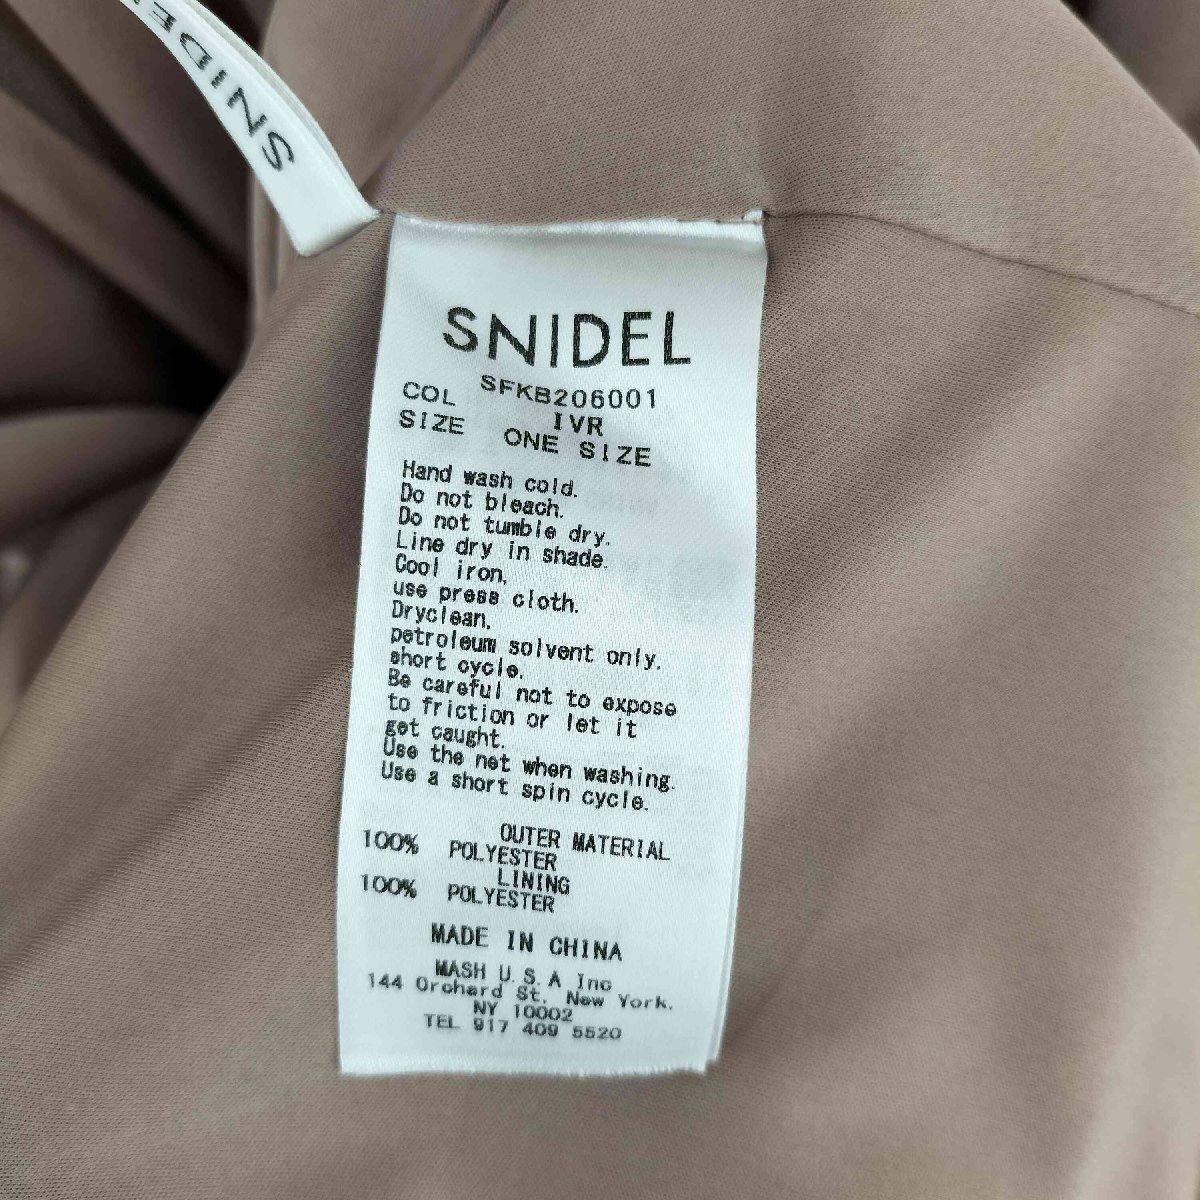 SNIDEL
SNIDEL
SFKB206001
COL IVR
SIZE ONE SIZE
Hand wash cold.
Do not bleach.
Do not tumble dry.
Line dry in shade.
Cool iron,
use press cloth.
Dryclean,
petroleum solvent only,
short cycle.
Be careful not to expose
to friction or let it
get caught.
Use the net when washing.
Use a short spin cycle.
OUTER MATERIAL
100% POLYESTER
LINING
100% POLYESTER
MADE IN CHINA
MASH U.S.A Inc
144 Orchard St, New York.
NY 10002
TEL 917 409 5520